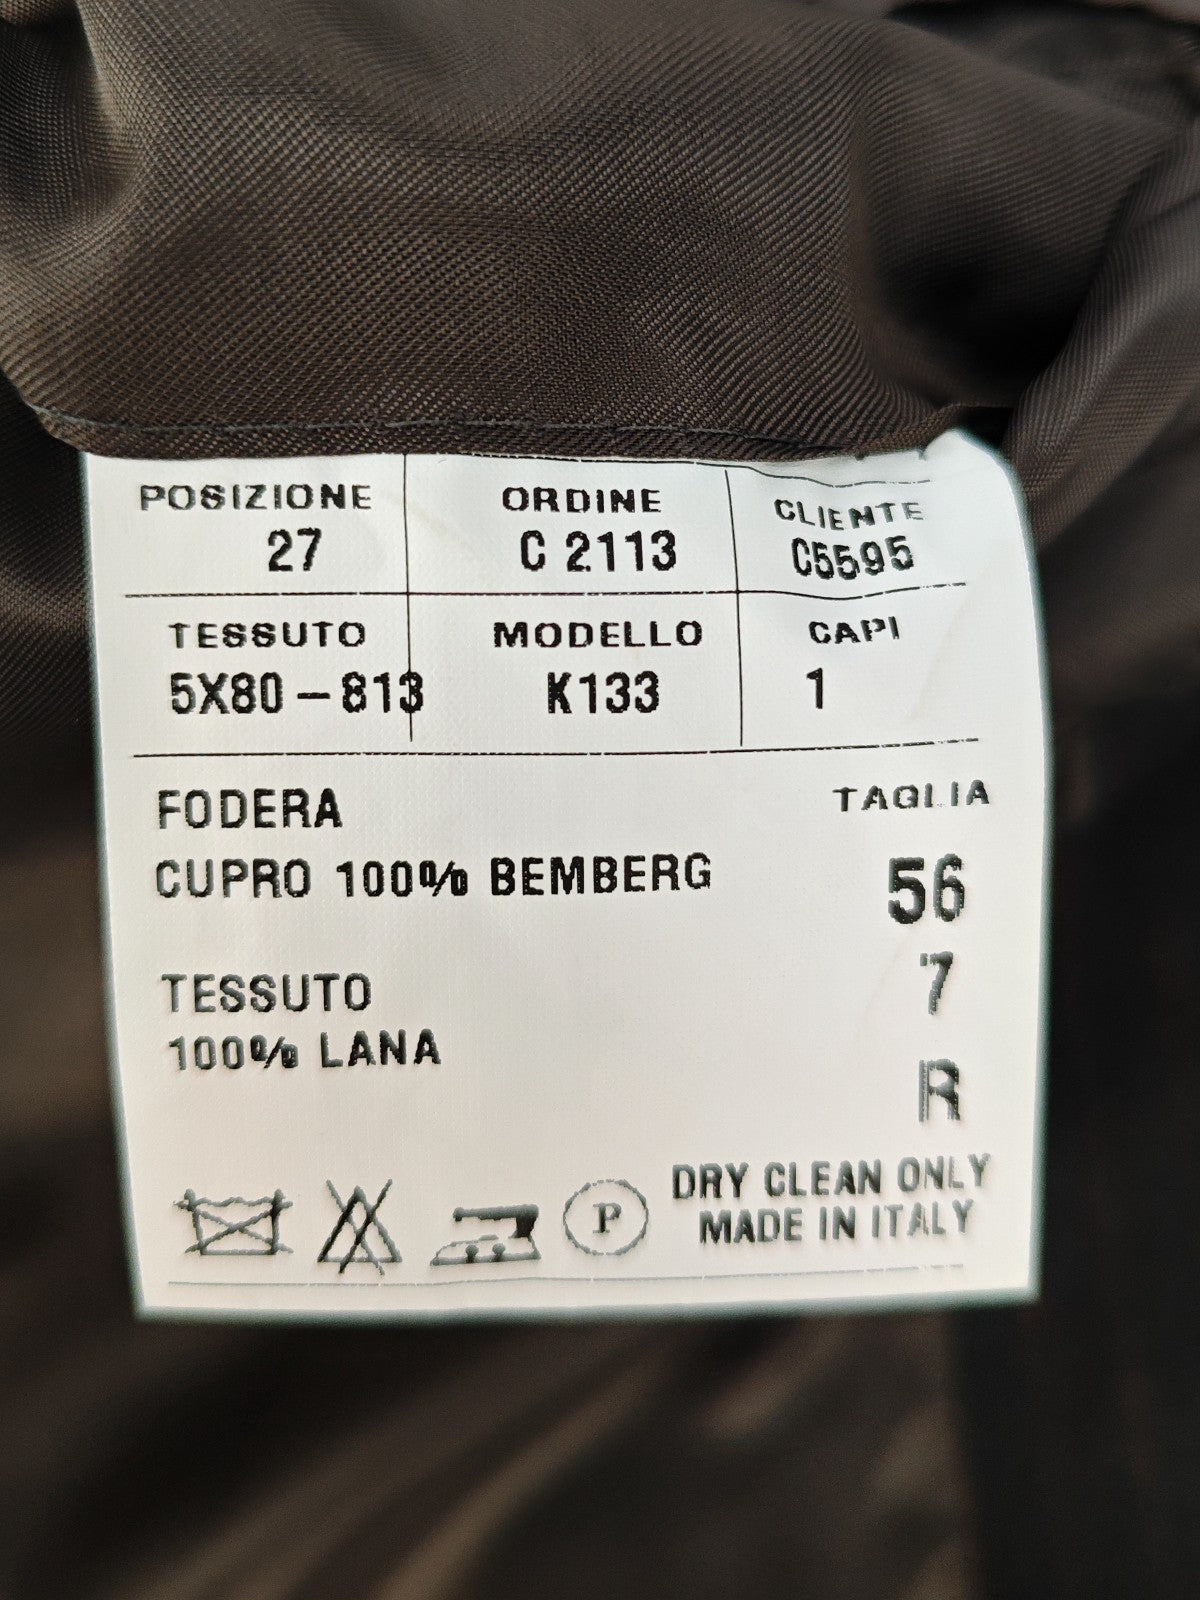 POSIZIONE ORDINE CLIENTE
27 C 2113 C5595
TESSUTO MODELLO CAPI
5X80-813 K133 1
FODERA TAGLIA
CUPRO 100% BEMBERG 56
TESSUTO 7
100% LANA R
P DRY CLEAN ONLY
MADE IN ITALY